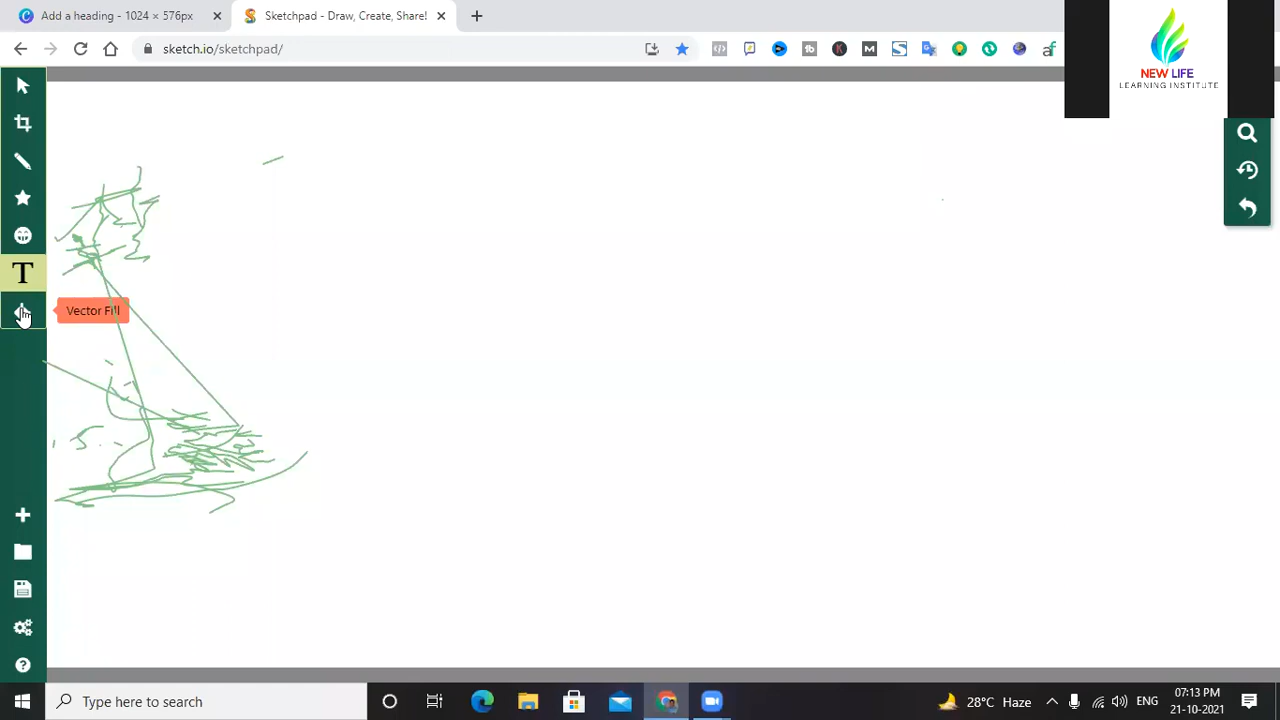 Add a heading - 1024 × 576px
Sketchpad - Draw, Create, Share!
sketch.io/sketchpad/
NEW LIFE
LEARNING INSTITUTE
T
Vector Fill
Type here to search
28°C Haze
ENG
07:13 PM
21-10-2021